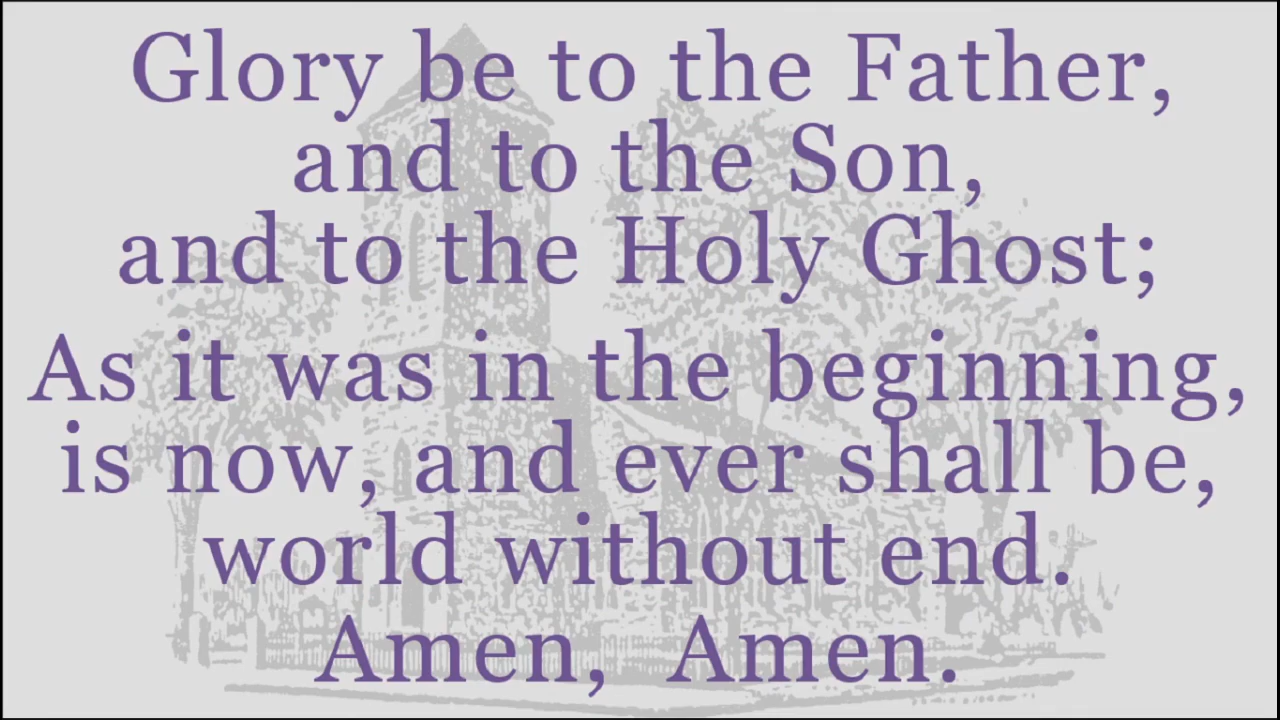 Glory be to the Father,
and to the Son,
and to the Holy Ghost;
As it was in the beginning,
is now, and ever shall be,
world without end.
Amen, Amen.